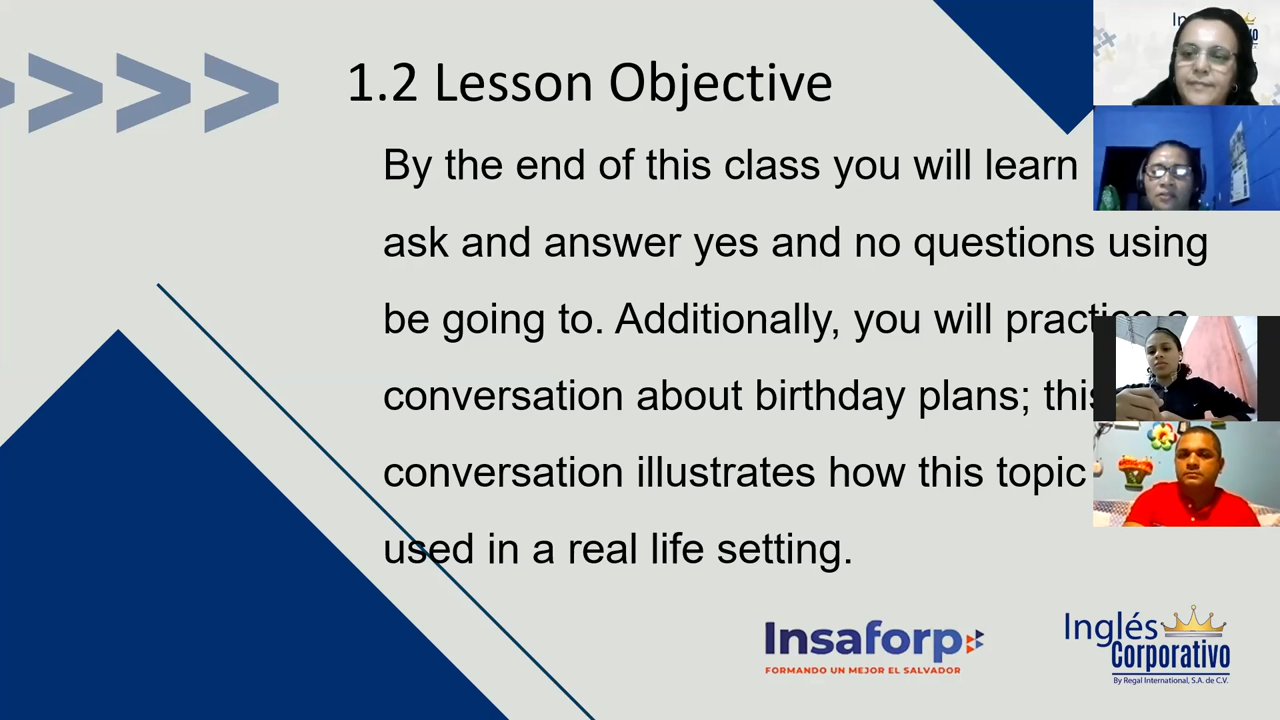 1.2 Lesson Objective
By the end of this class you will learn
ask and answer yes and no questions using
be going to. Additionally, you will practice a
conversation about birthday plans; this
conversation illustrates how this topic
used in a real life setting.
Insaforp
FORMANDO UN MEJOR EL SALVADOR
Inglés
Corporativo
By Regal International, S.A. de C.V.